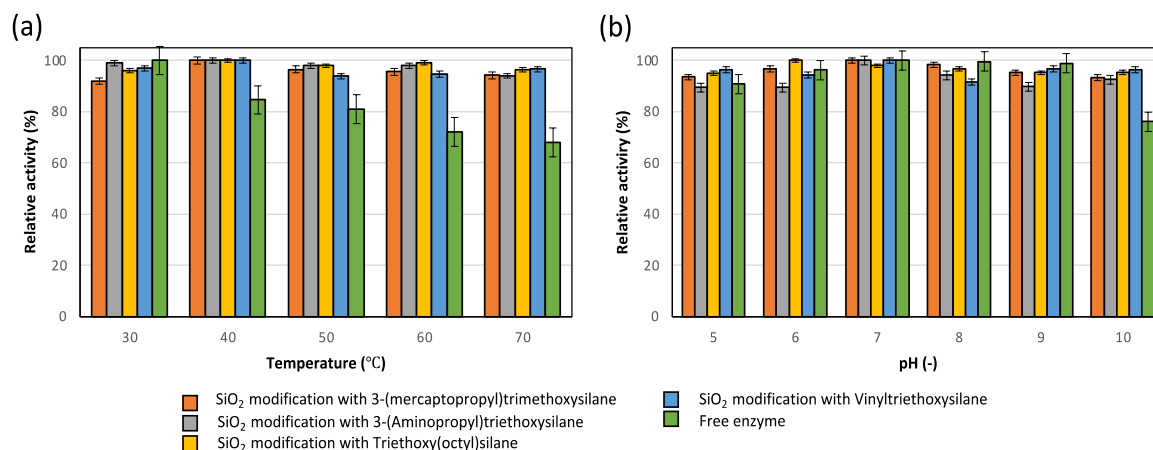 (a)
(b)
Relative activity (%)
100
80
60
40
20
0
30 40 50 60 70
Temperature (℃)
Relative activity (%)
100
80
60
40
20
0
5 6 7 8 9 10
pH (-)
SiO₂ modification with 3-(mercaptopropyl)trimethoxysilane
SiO₂ modification with 3-(Aminopropyl)triethoxysilane
SiO₂ modification with Triethoxy(octyl)silane
SiO₂ modification with Vinyltriethoxysilane
Free enzyme